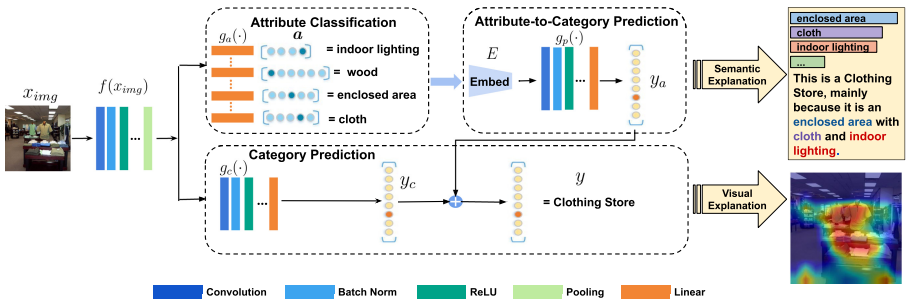 Attribute Classification
g_a(·)
a
= indoor lighting
= wood
= enclosed area
= cloth
Attribute-to-Category Prediction
E
Embed
g_p(·)
...
y_a
Semantic
Explanation
enclosed area
cloth
indoor lighting
...
This is a Clothing
Store, mainly
because it is an
enclosed area with
cloth and indoor
lighting.
x_img
f(x_img)
...
Category Prediction
g_c(·)
...
y_c
y
= Clothing Store
Visual
Explanation
Convolution
Batch Norm
ReLU
Pooling
Linear